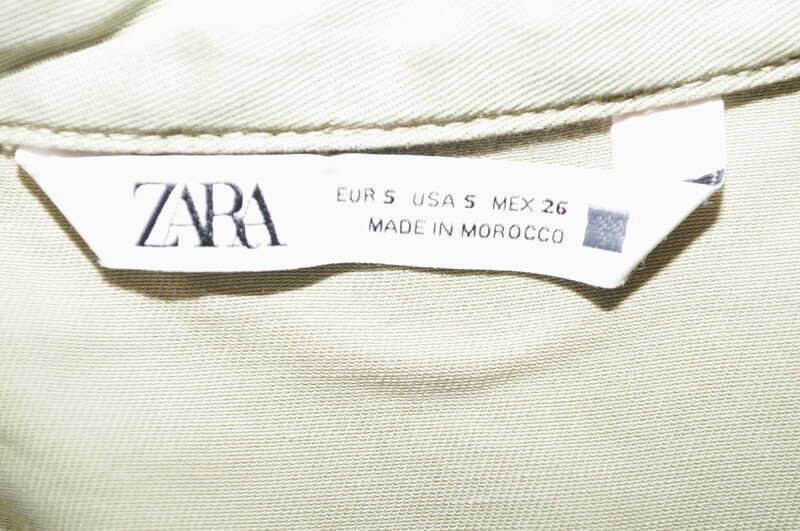 ZARA
EUR S USA S MEX 26
MADE IN MOROCCO